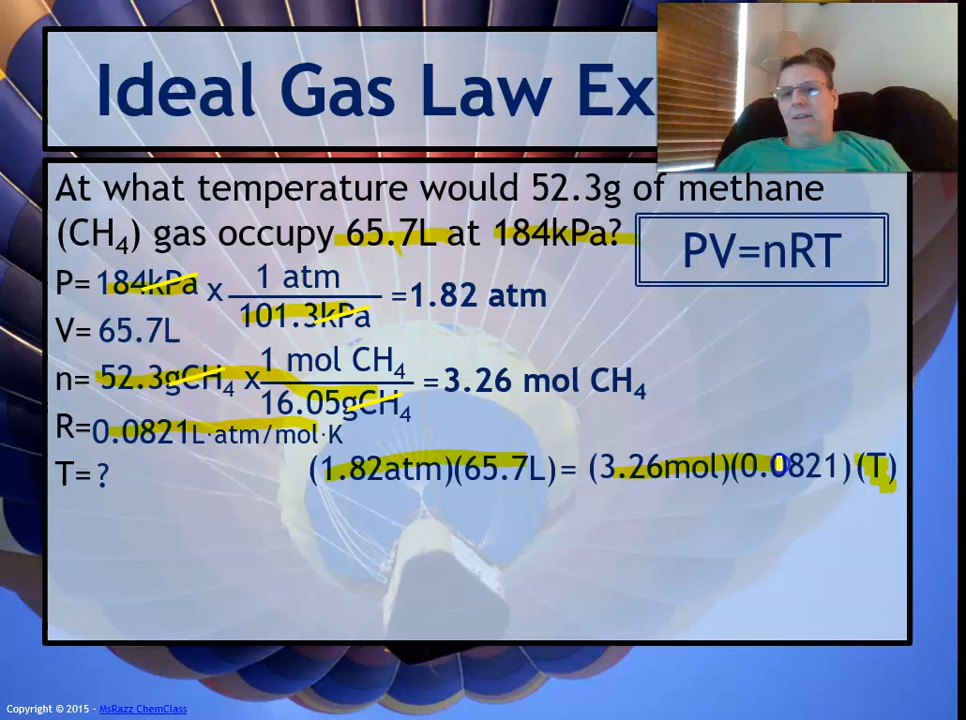 Ideal Gas Law Ex
At what temperature would 52.3g of methane
(CH₄) gas occupy 65.7L at 184kPa?
PV=nRT
P= 184kPa x 1 atm / 101.3kPa =1.82 atm
V= 65.7L
n= 52.3gCH₄ x 1 mol CH₄ / 16.05gCH₄ =3.26 mol CH₄
R=0.0821L·atm/mol·K
T= ?
(1.82atm)(65.7L)= (3.26mol)(0.0821)(T)
Copyright © 2015 - MsRazz ChemClass